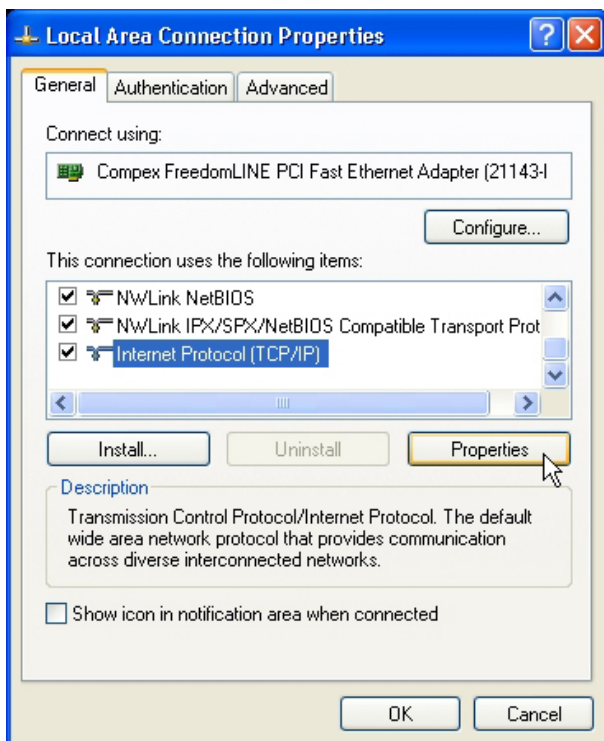 Local Area Connection Properties
General Authentication Advanced
Connect using:
Compex FreedomLINE PCI Fast Ethernet Adapter (21143-I
Configure...
This connection uses the following items:
NWLink NetBIOS
NWLink IPX/SPX/NetBIOS Compatible Transport Prot
Internet Protocol (TCP/IP)
Install... Uninstall Properties
Description
Transmission Control Protocol/Internet Protocol. The default
wide area network protocol that provides communication
across diverse interconnected networks.
Show icon in notification area when connected
OK Cancel